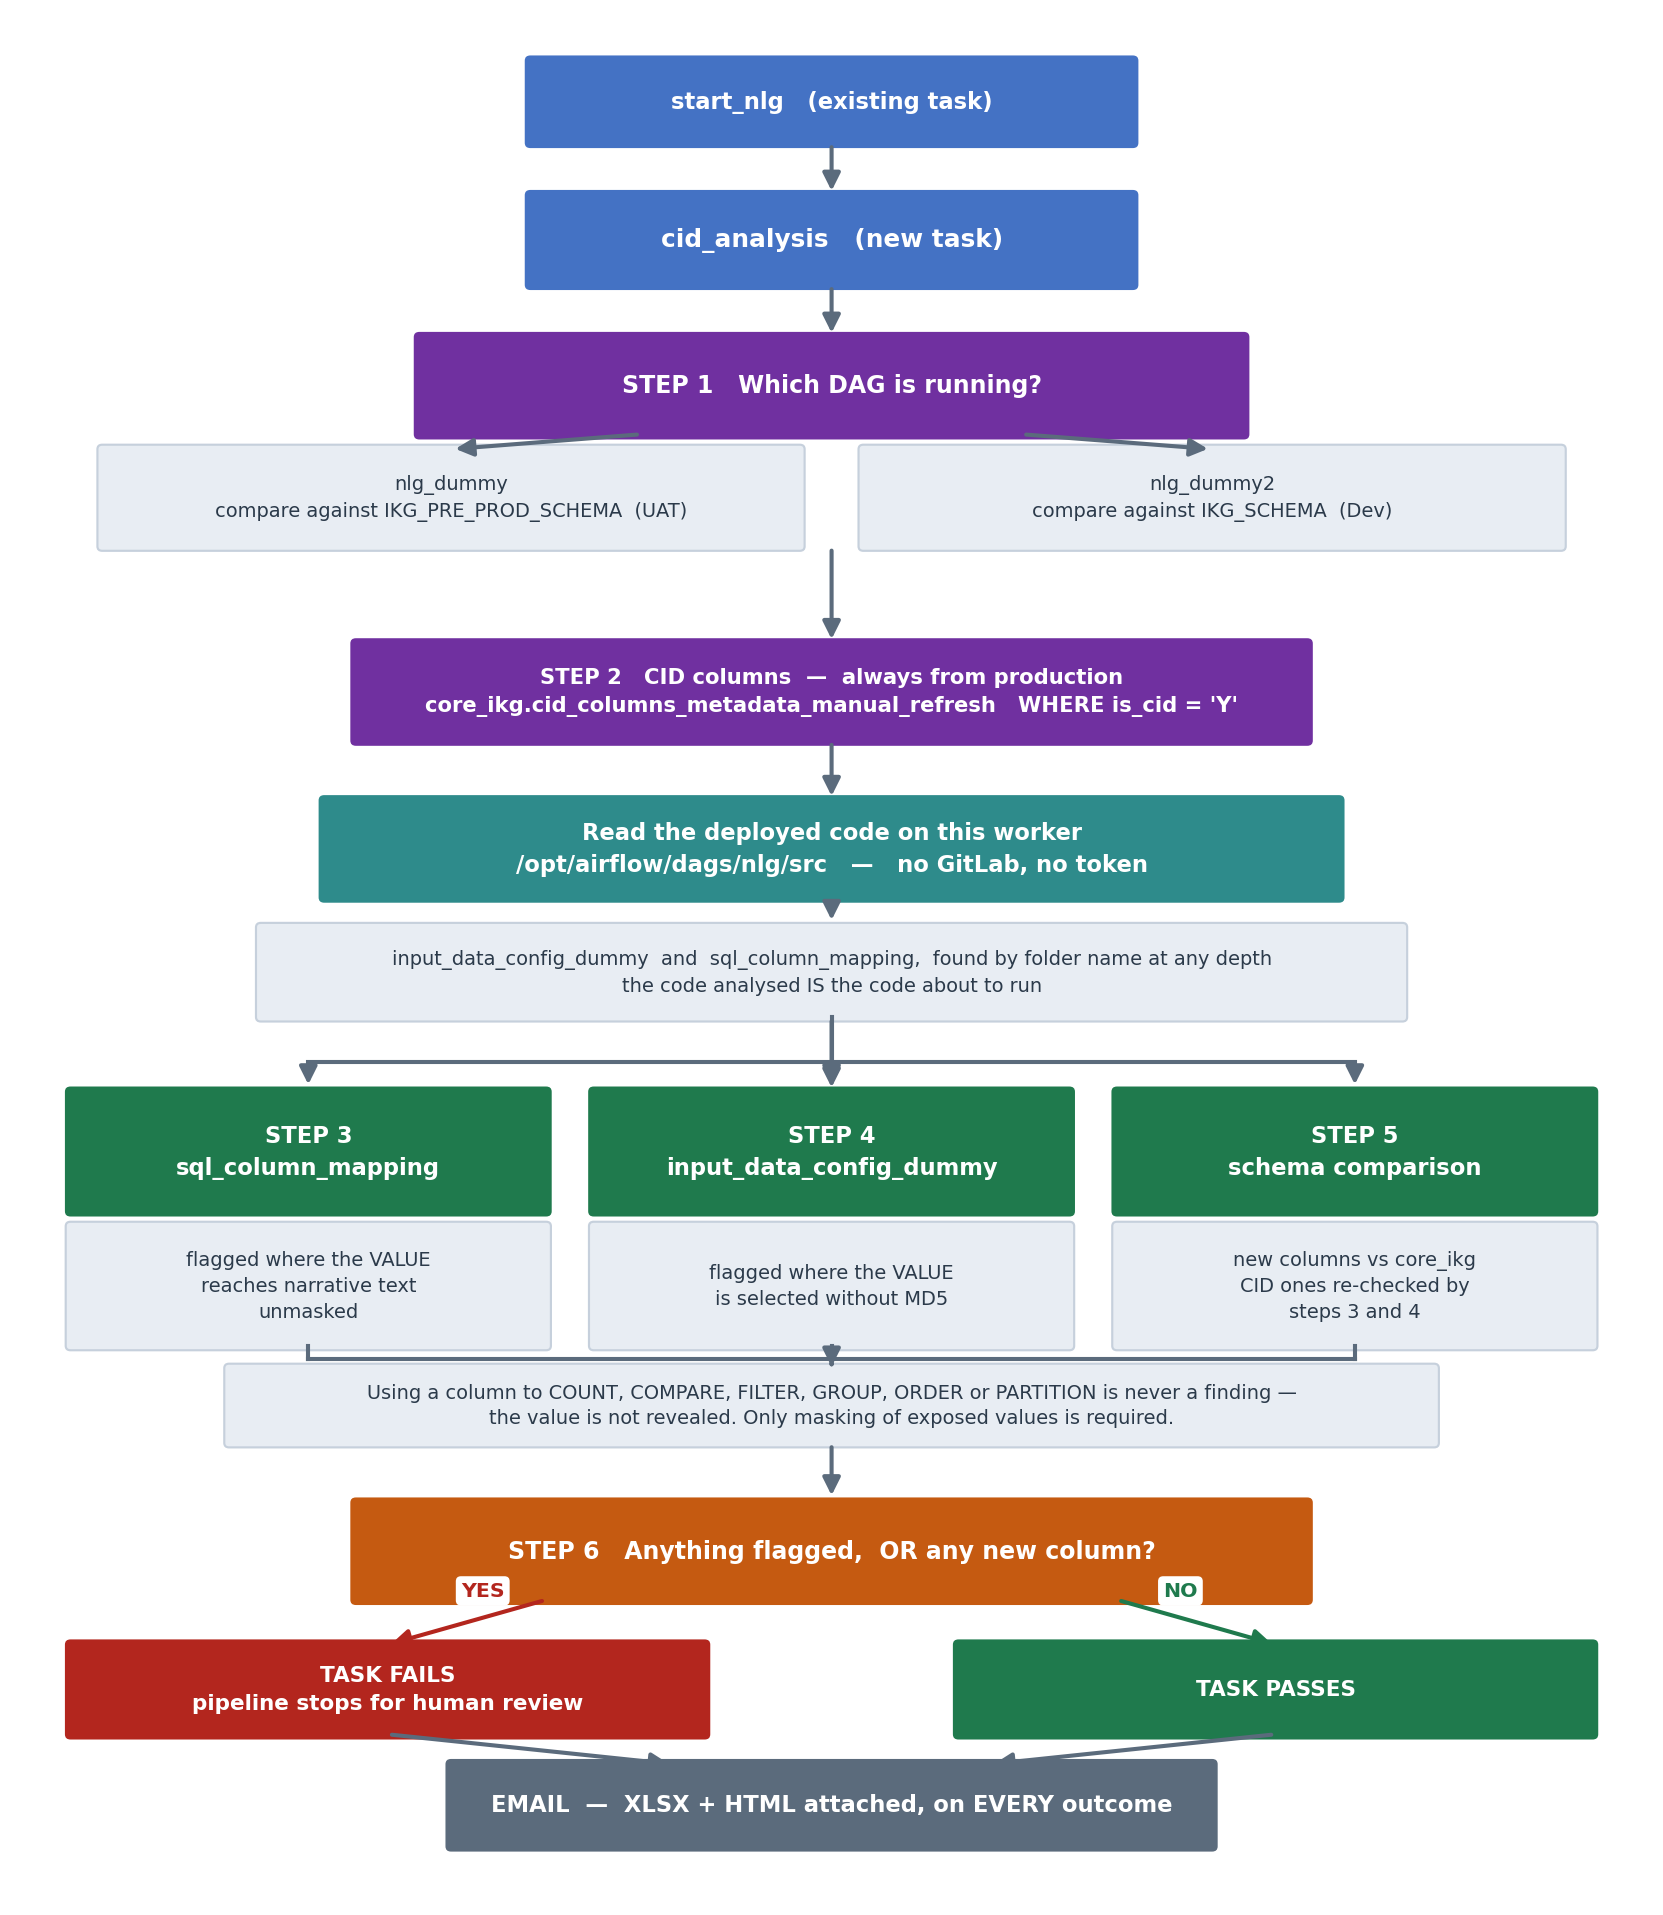 start_nlg (existing task)
cid_analysis (new task)
STEP 1 Which DAG is running?
nlg_dummy
compare against IKG_PRE_PROD_SCHEMA (UAT)
nlg_dummy2
compare against IKG_SCHEMA (Dev)
STEP 2 CID columns — always from production
core_ikg.cid_columns_metadata_manual_refresh WHERE is_cid = 'Y'
Read the deployed code on this worker
/opt/airflow/dags/nlg/src — no GitLab, no token
input_data_config_dummy and sql_column_mapping, found by folder name at any depth
the code analysed IS the code about to run
STEP 3
sql_column_mapping
STEP 4
input_data_config_dummy
STEP 5
schema comparison
flagged where the VALUE
reaches narrative text
unmasked
flagged where the VALUE
is selected without MD5
new columns vs core_ikg
CID ones re-checked by
steps 3 and 4
Using a column to COUNT, COMPARE, FILTER, GROUP, ORDER or PARTITION is never a finding —
the value is not revealed. Only masking of exposed values is required.
STEP 6 Anything flagged, OR any new column?
YES
NO
TASK FAILS
pipeline stops for human review
TASK PASSES
EMAIL — XLSX + HTML attached, on EVERY outcome